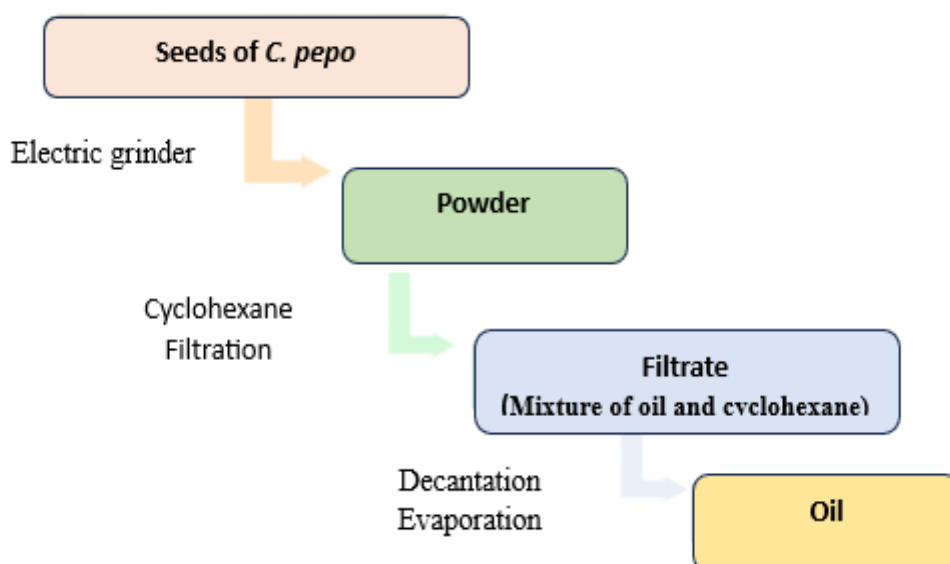 Seeds of C. pepo
Electric grinder
Powder
Cyclohexane
Filtration
Filtrate
(Mixture of oil and cyclohexane)
Decantation
Evaporation
Oil